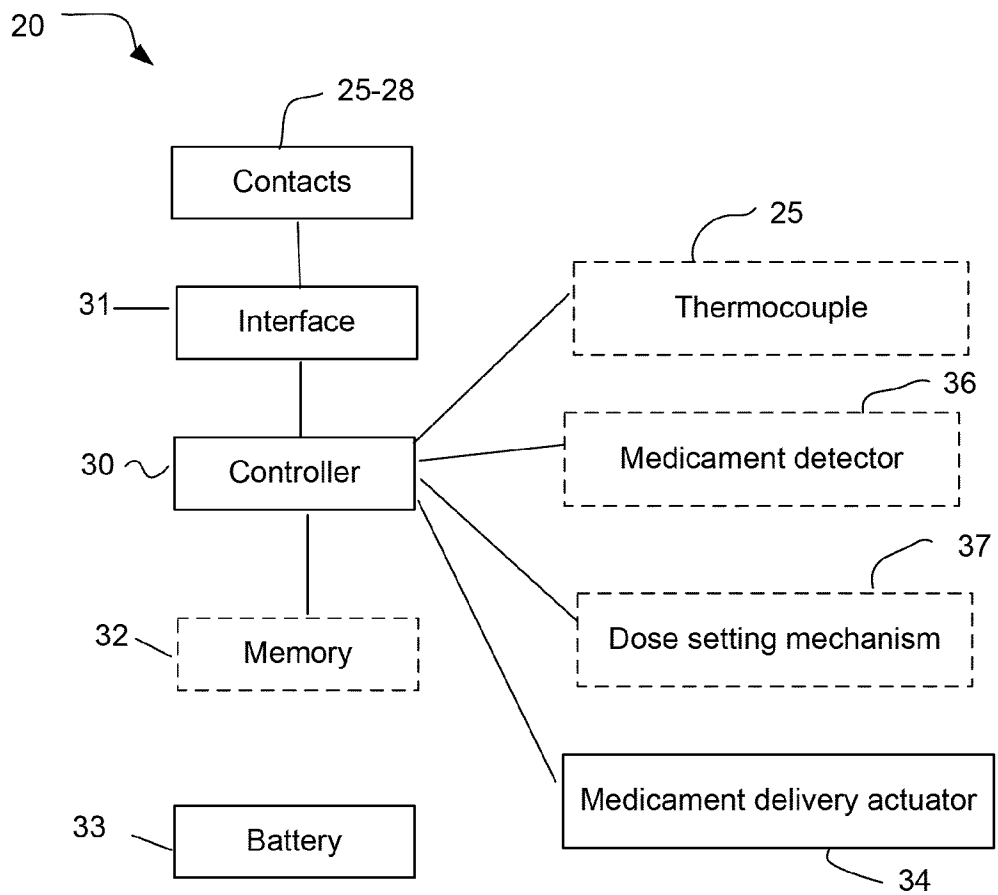 20
25-28
Contacts
25
31
Interface
Thermocouple
36
30
Controller
Medicament detector
37
32
Memory
Dose setting mechanism
33
Battery
Medicament delivery actuator
34